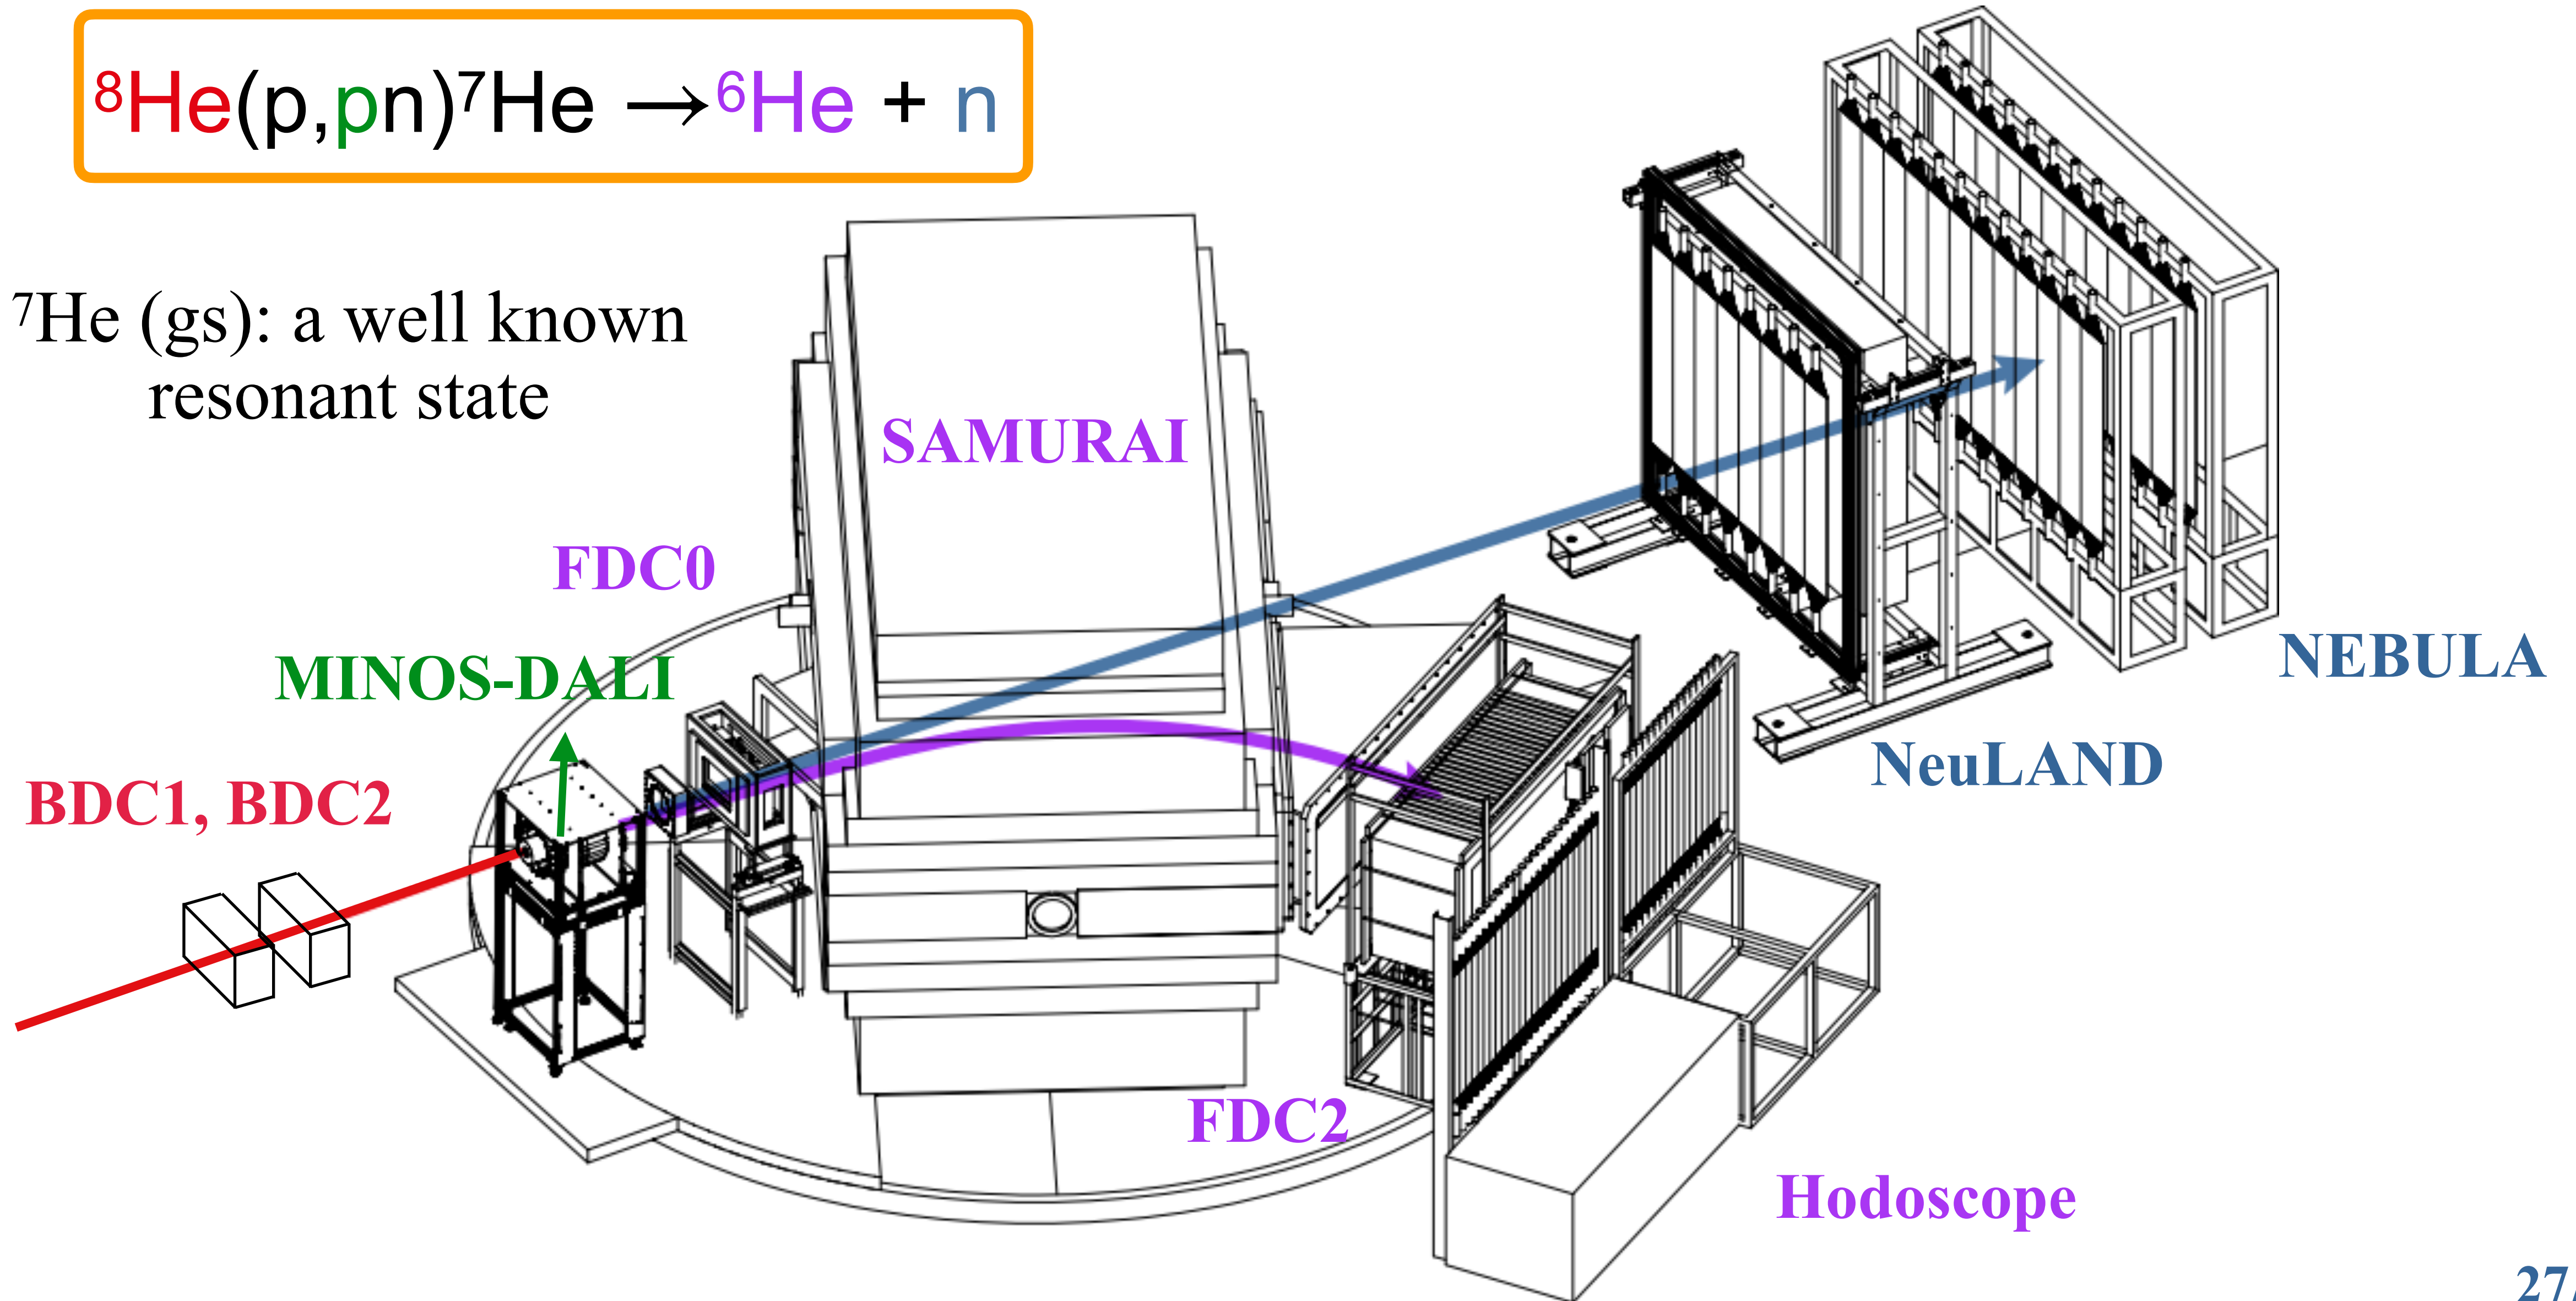 ⁸He(p,pn)⁷He →⁶He + n
⁷He (gs): a well known
resonant state
SAMURAI
FDC0
MINOS-DALI
BDC1, BDC2
NEBULA
NeuLAND
FDC2
Hodoscope
27